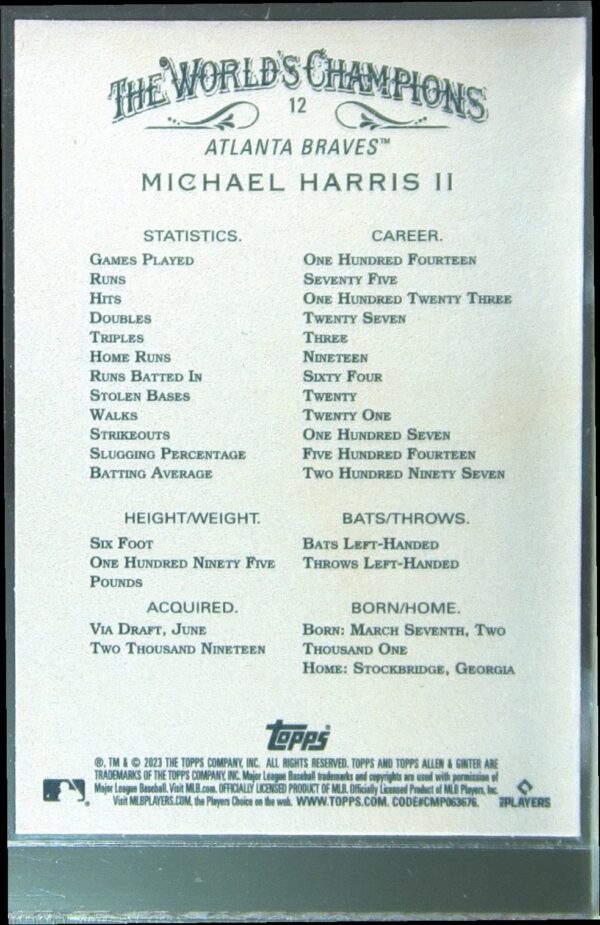 THE WORLD'S CHAMPIONS
12
ATLANTA BRAVES™
MICHAEL HARRIS II
STATISTICS. CAREER.
GAMES PLAYED ONE HUNDRED FOURTEEN
RUNS SEVENTY FIVE
HITS ONE HUNDRED TWENTY THREE
DOUBLES TWENTY SEVEN
TRIPLES THREE
HOME RUNS NINETEEN
RUNS BATTED IN SIXTY FOUR
STOLEN BASES TWENTY
WALKS TWENTY ONE
STRIKEOUTS ONE HUNDRED SEVEN
SLUGGING PERCENTAGE FIVE HUNDRED FOURTEEN
BATTING AVERAGE TWO HUNDRED NINETY SEVEN
HEIGHT/WEIGHT. BATS/THROWS.
SIX FOOT BATS LEFT-HANDED
ONE HUNDRED NINETY FIVE THROWS LEFT-HANDED
POUNDS
ACQUIRED. BORN/HOME.
VIA DRAFT, JUNE BORN: MARCH SEVENTH, TWO
TWO THOUSAND NINETEEN THOUSAND ONE
HOME: STOCKBRIDGE, GEORGIA
Topps
®, TM & © 2023 THE TOPPS COMPANY, INC. ALL RIGHTS RESERVED. TOPPS AND TOPPS ALLEN & GINTER ARE
TRADEMARKS OF THE TOPPS COMPANY, INC. Major League Baseball trademarks and copyrights are used with permission of
Major League Baseball. Visit MLB.com. OFFICIALLY LICENSED PRODUCT OF MLB. Officially Licensed Product of MLB Players, Inc.
Visit MLBPLAYERS.COM, the Players Choice on the web. WWW.TOPPS.COM. CODE#CMP063676.
PLAYERS